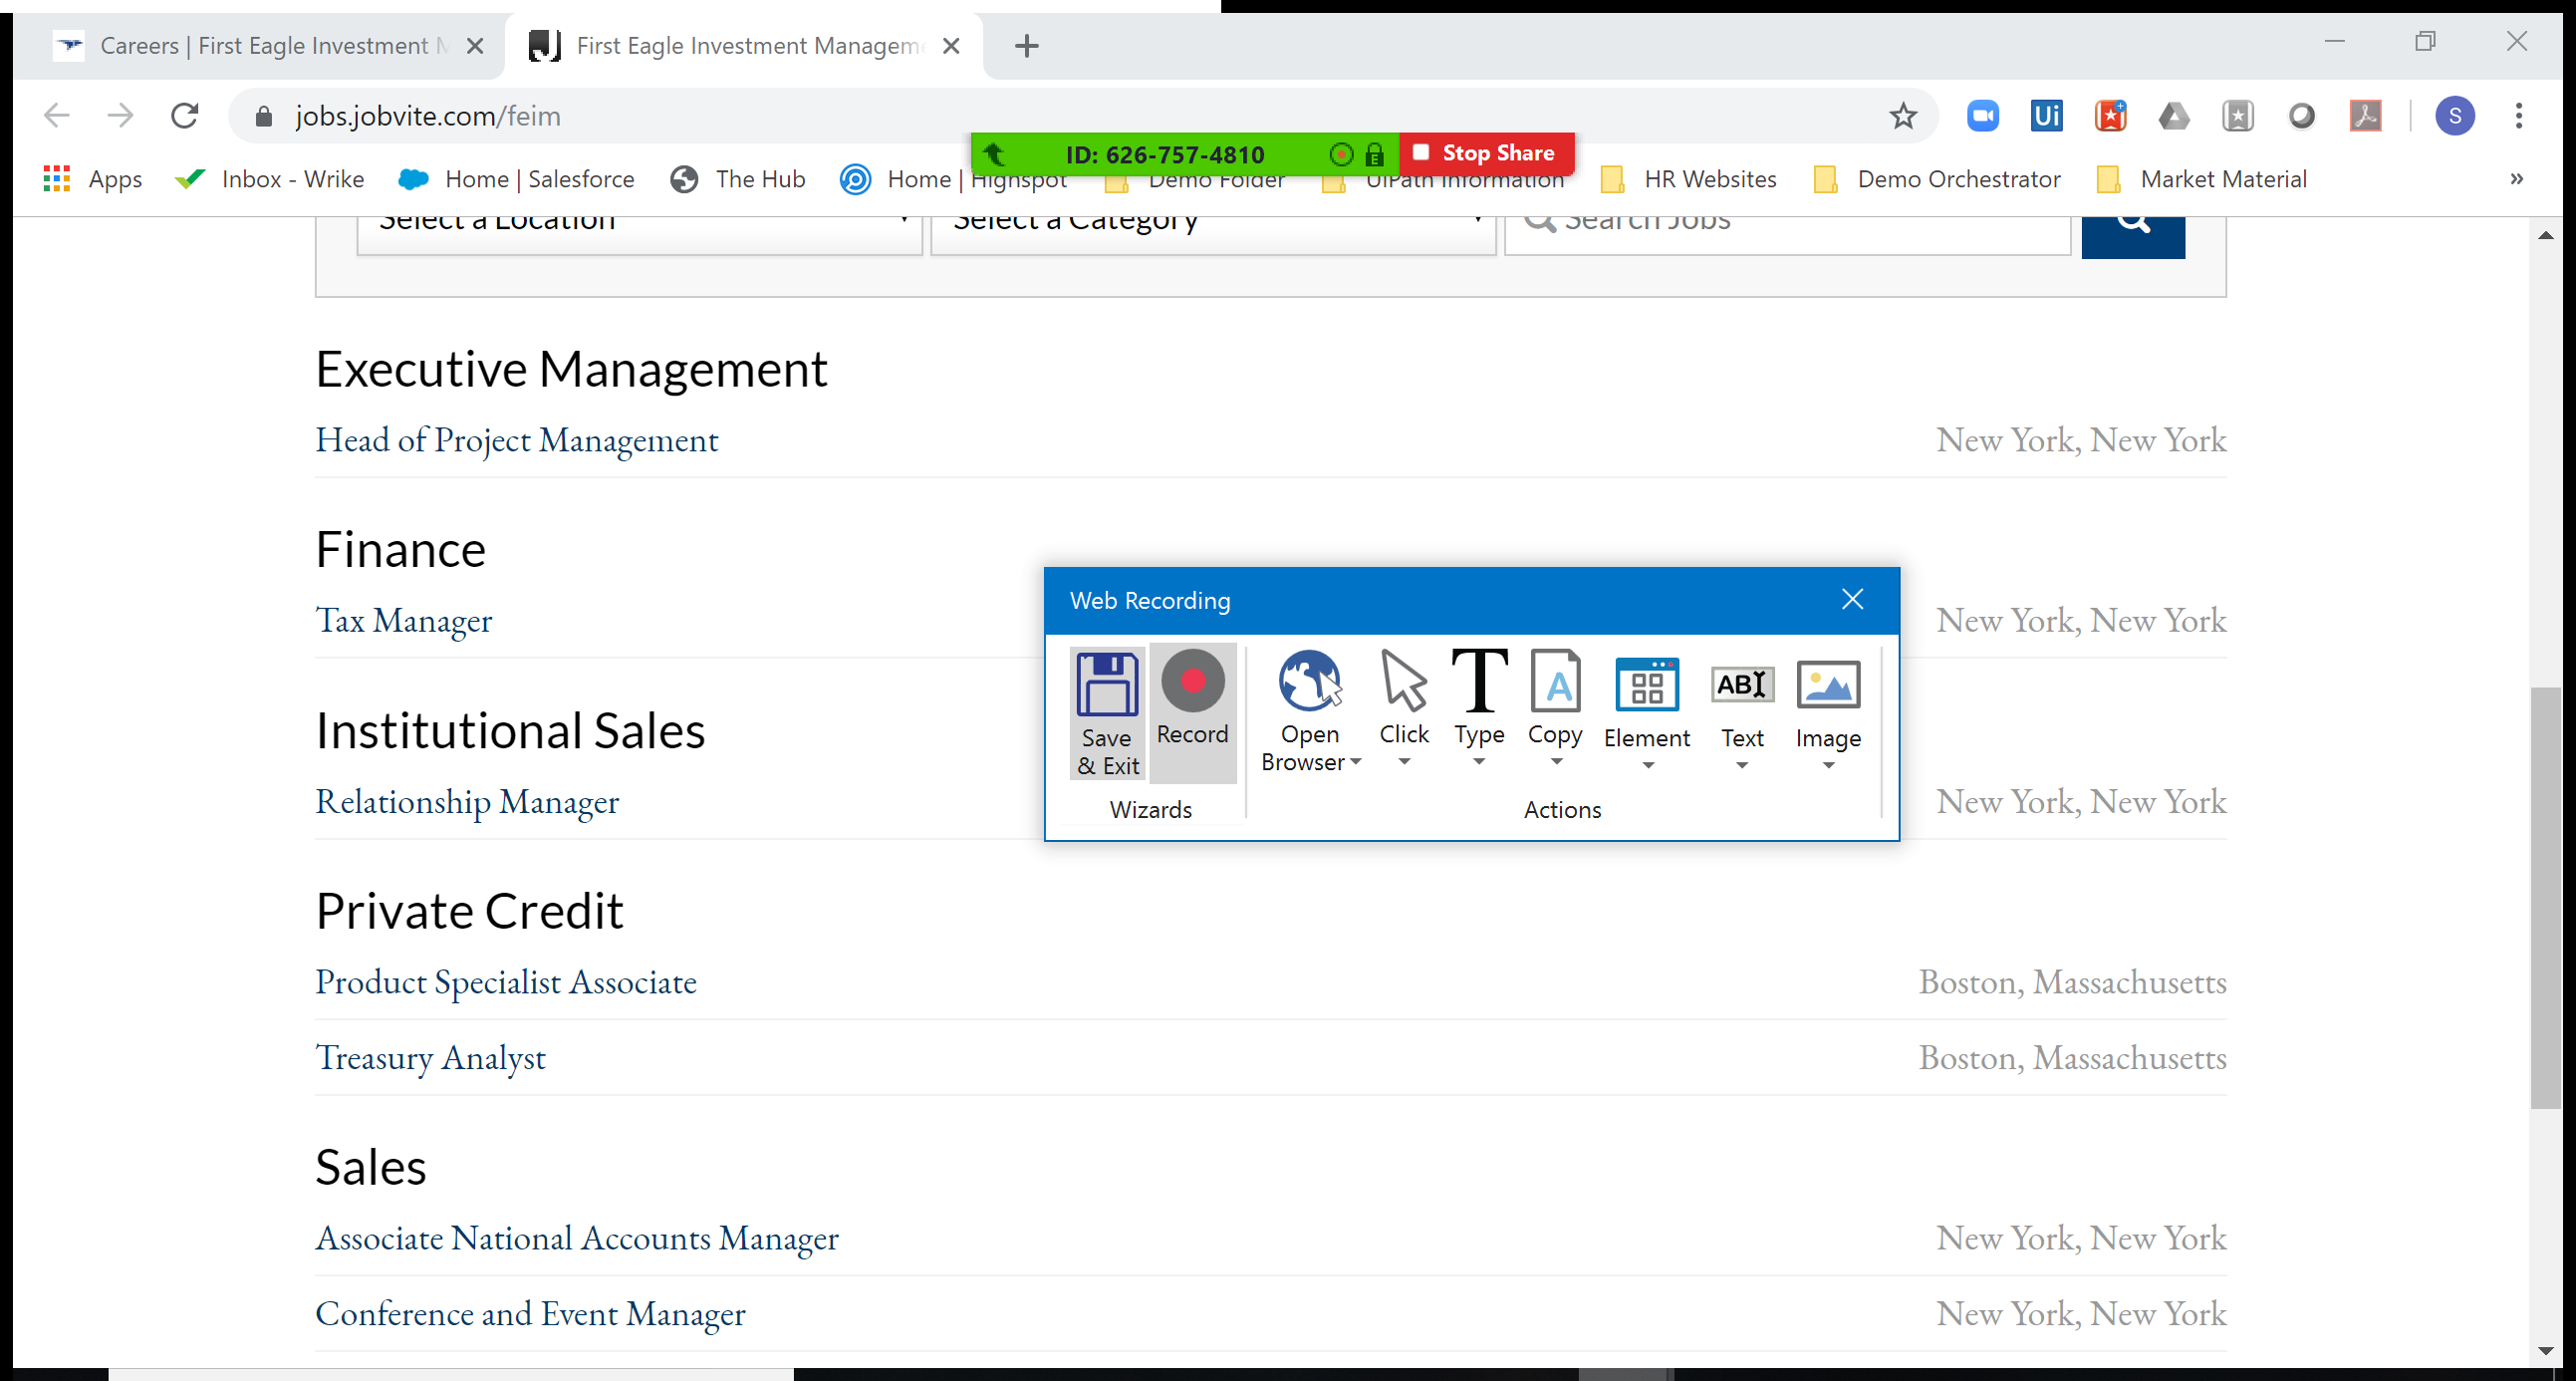 Careers | First Eagle Investment
First Eagle Investment Managem
jobs.jobvite.com/feim
S
ID: 626-757-4810
Stop Share
Apps
Inbox - Wrike
Home | Salesforce
The Hub
Home | Highspot
Demo Folder
UiPath Information
HR Websites
Demo Orchestrator
Market Material
»
Select a Location
Select a Category
Search Jobs
Executive Management
Head of Project Management New York, New York
Finance
Tax Manager New York, New York
Institutional Sales
Relationship Manager New York, New York
Private Credit
Product Specialist Associate Boston, Massachusetts
Treasury Analyst Boston, Massachusetts
Sales
Associate National Accounts Manager New York, New York
Conference and Event Manager New York, New York
Web Recording
Save
& Exit
Record
Wizards
Open
Browser
Click
Type
Copy
Element
Text
Image
Actions